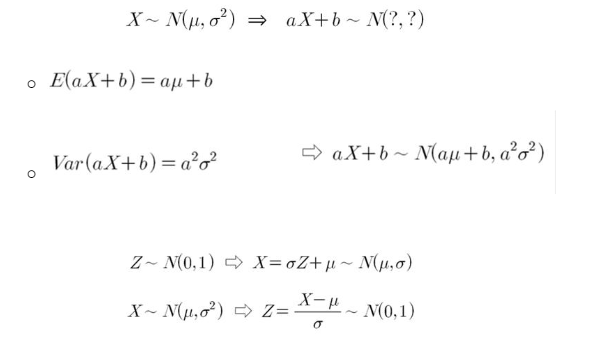 X ~ N(μ, σ²) ⇒ aX+b ~ N(?, ?)
○ E(aX+b) = aμ+b
○ Var(aX+b) = a²σ² ⇨ aX+b ~ N(aμ+b, a²σ²)
Z ~ N(0,1) ⇨ X = σZ+μ ~ N(μ,σ)
X ~ N(μ,σ²) ⇨ Z = (X−μ)/σ ~ N(0,1)